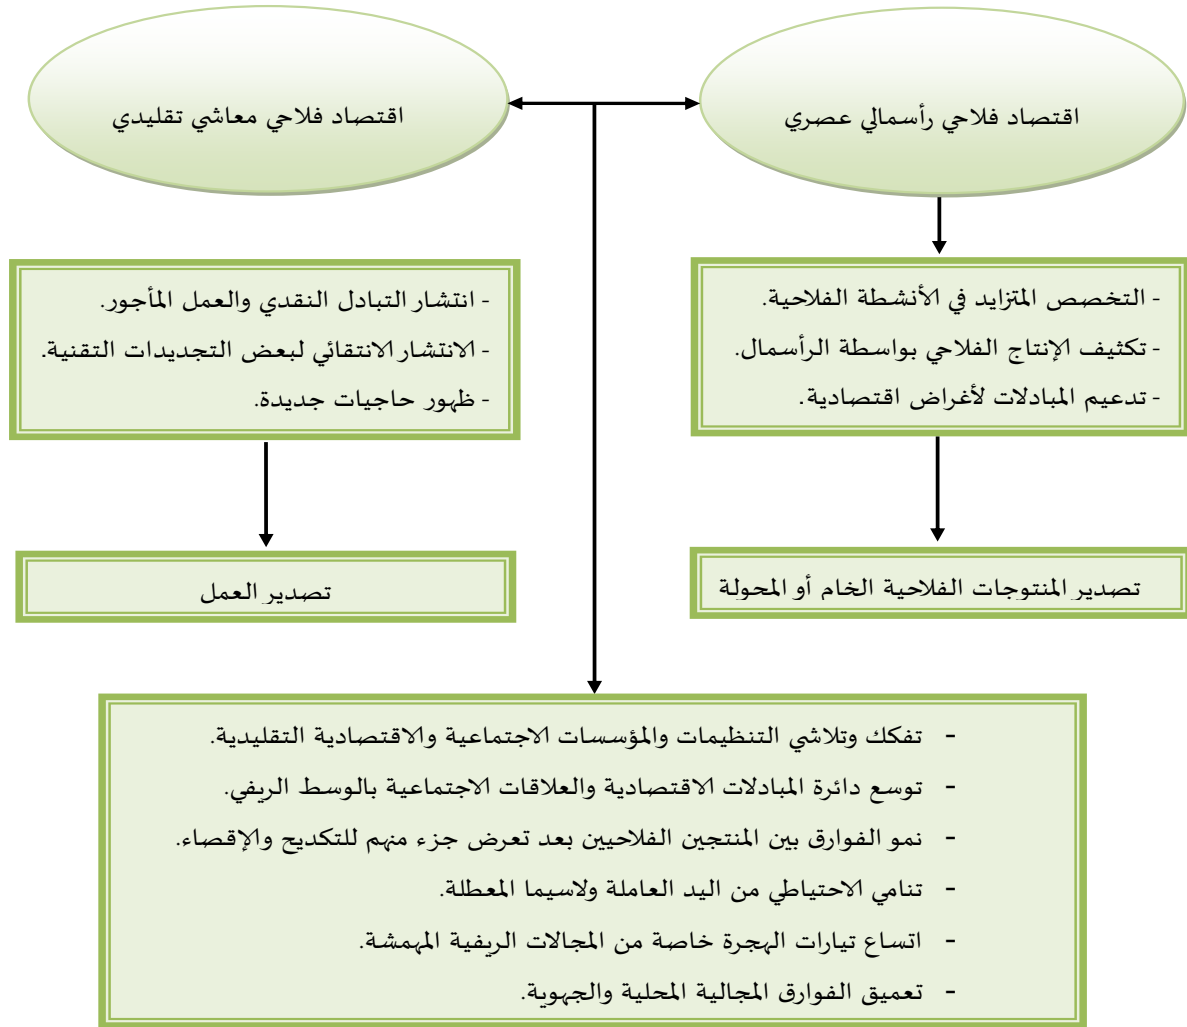 اقتصاد فلاحي رأسمالي عصري
اقتصاد فلاحي معاشي تقليدي
- التخصص المتزايد في الأنشطة الفلاحية.
- تكثيف الإنتاج الفلاحي بواسطة الرأسمال.
- تدعيم المبادلات لأغراض اقتصادية.
- انتشار التبادل النقدي والعمل المأجور.
- الانتشار الانتقائي لبعض التجديدات التقنية.
- ظهور حاجيات جديدة.
تصدير المنتوجات الفلاحية الخام أو المحولة
تصدير العمل
- تفكك وتلاشي التنظيمات والمؤسسات الاجتماعية والاقتصادية التقليدية.
- توسع دائرة المبادلات الاقتصادية والعلاقات الاجتماعية بالوسط الريفي.
- نمو الفوارق بين المنتجين الفلاحيين بعد تعرض جزء منهم للتكديح والإقصاء.
- تنامي الاحتياطي من اليد العاملة ولاسيما المعطلة.
- اتساع تيارات الهجرة خاصة من المجالات الريفية المهمشة.
- تعميق الفوارق المجالية المحلية والجهوية.